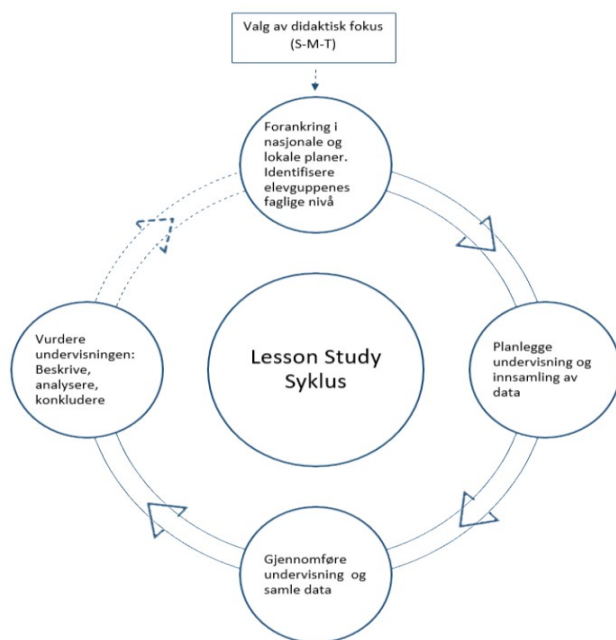 Valg av didaktisk fokus
(S-M-T)
Forankring i
nasjonale og
lokale planer.
Identifisere
elevguppenes
faglige nivå
Vurdere
undervisningen:
Beskrive,
analysere,
konkludere
Lesson Study
Syklus
Planlegge
undervisning og
innsamling av
data
Gjennomføre
undervisning og
samle data